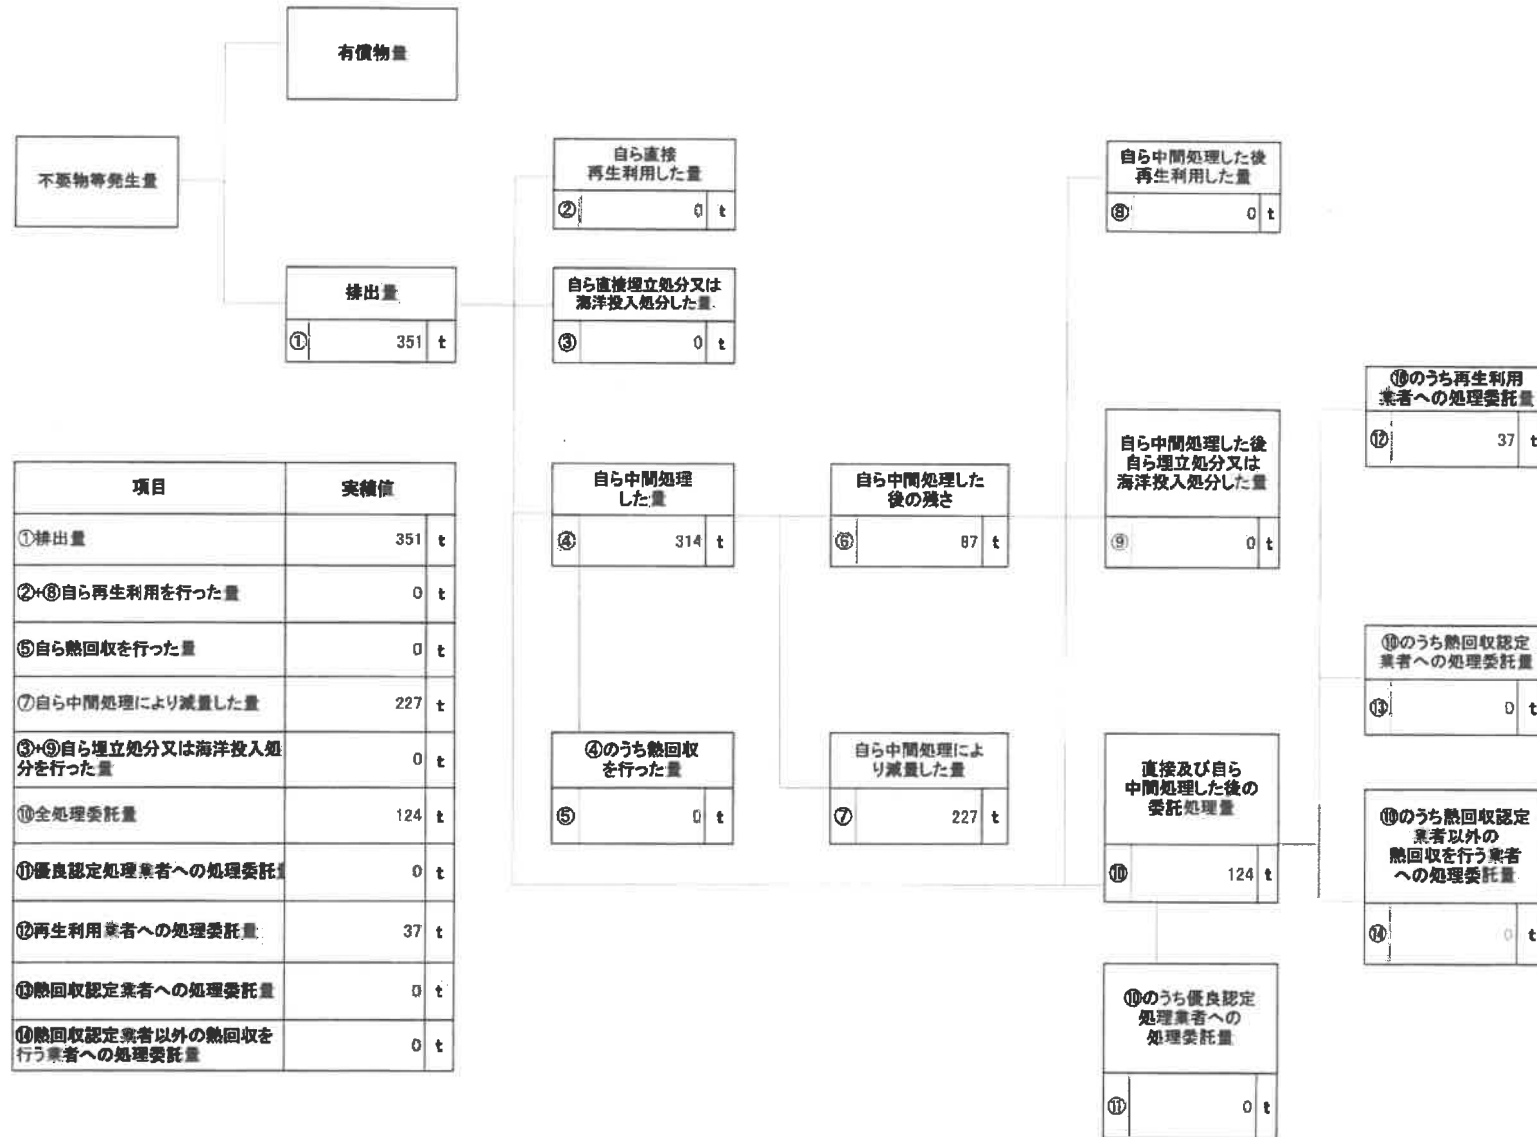 有償物量
不要物等発生量
排出量
① 351 t
自ら直接
再生利用した量
② 0 t
自ら直接埋立処分又は
海洋投入処分した量
③ 0 t
自ら中間処理した後
再生利用した量
⑧ 0 t
⑩のうち再生利用
業者への処理委託量
⑫ 37 t
自ら中間処理
した量
④ 314 t
自ら中間処理した
後の残さ
⑥ 87 t
自ら中間処理した後
自ら埋立処分又は
海洋投入処分した量
⑨ 0 t
⑩のうち熱回収認定
業者への処理委託量
⑬ 0 t
④のうち熱回収
を行った量
⑤ 0 t
自ら中間処理によ
り減量した量
⑦ 227 t
直接及び自ら
中間処理した後の
委託処理量
⑩ 124 t
⑩のうち熱回収認定
業者以外の
熱回収を行う業者
への処理委託量
⑭ 0 t
⑩のうち優良認定
処理業者への
処理委託量
⑪ 0 t
項目 実績値
①排出量 351 t
②+⑧自ら再生利用を行った量 0 t
⑤自ら熱回収を行った量 0 t
⑦自ら中間処理により減量した量 227 t
③+⑨自ら埋立処分又は海洋投入処
分を行った量 0 t
⑩全処理委託量 124 t
⑪優良認定処理業者への処理委託量 0 t
⑫再生利用業者への処理委託量 37 t
⑬熱回収認定業者への処理委託量 0 t
⑭熱回収認定業者以外の熱回収を
行う業者への処理委託量 0 t